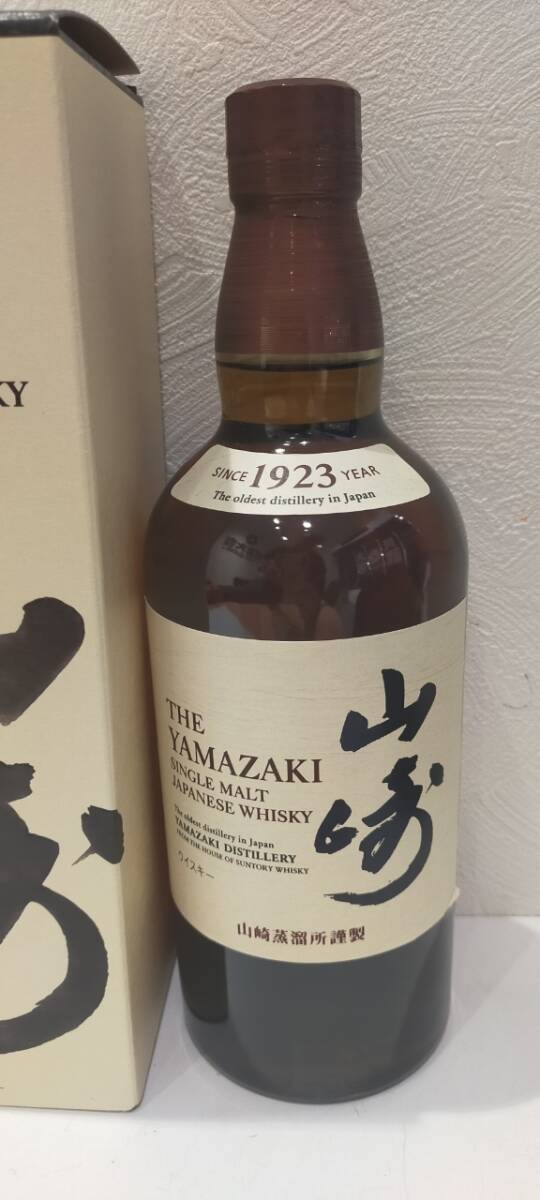 KY
SINCE 1923 YEAR
The oldest distillery in Japan
THE
YAMAZAKI
SINGLE MALT
JAPANESE WHISKY
The oldest distillery in Japan
YAMAZAKI DISTILLERY
FROM THE HOUSE OF SUNTORY WHISKY
ウイスキー
山崎
山崎蒸溜所謹製